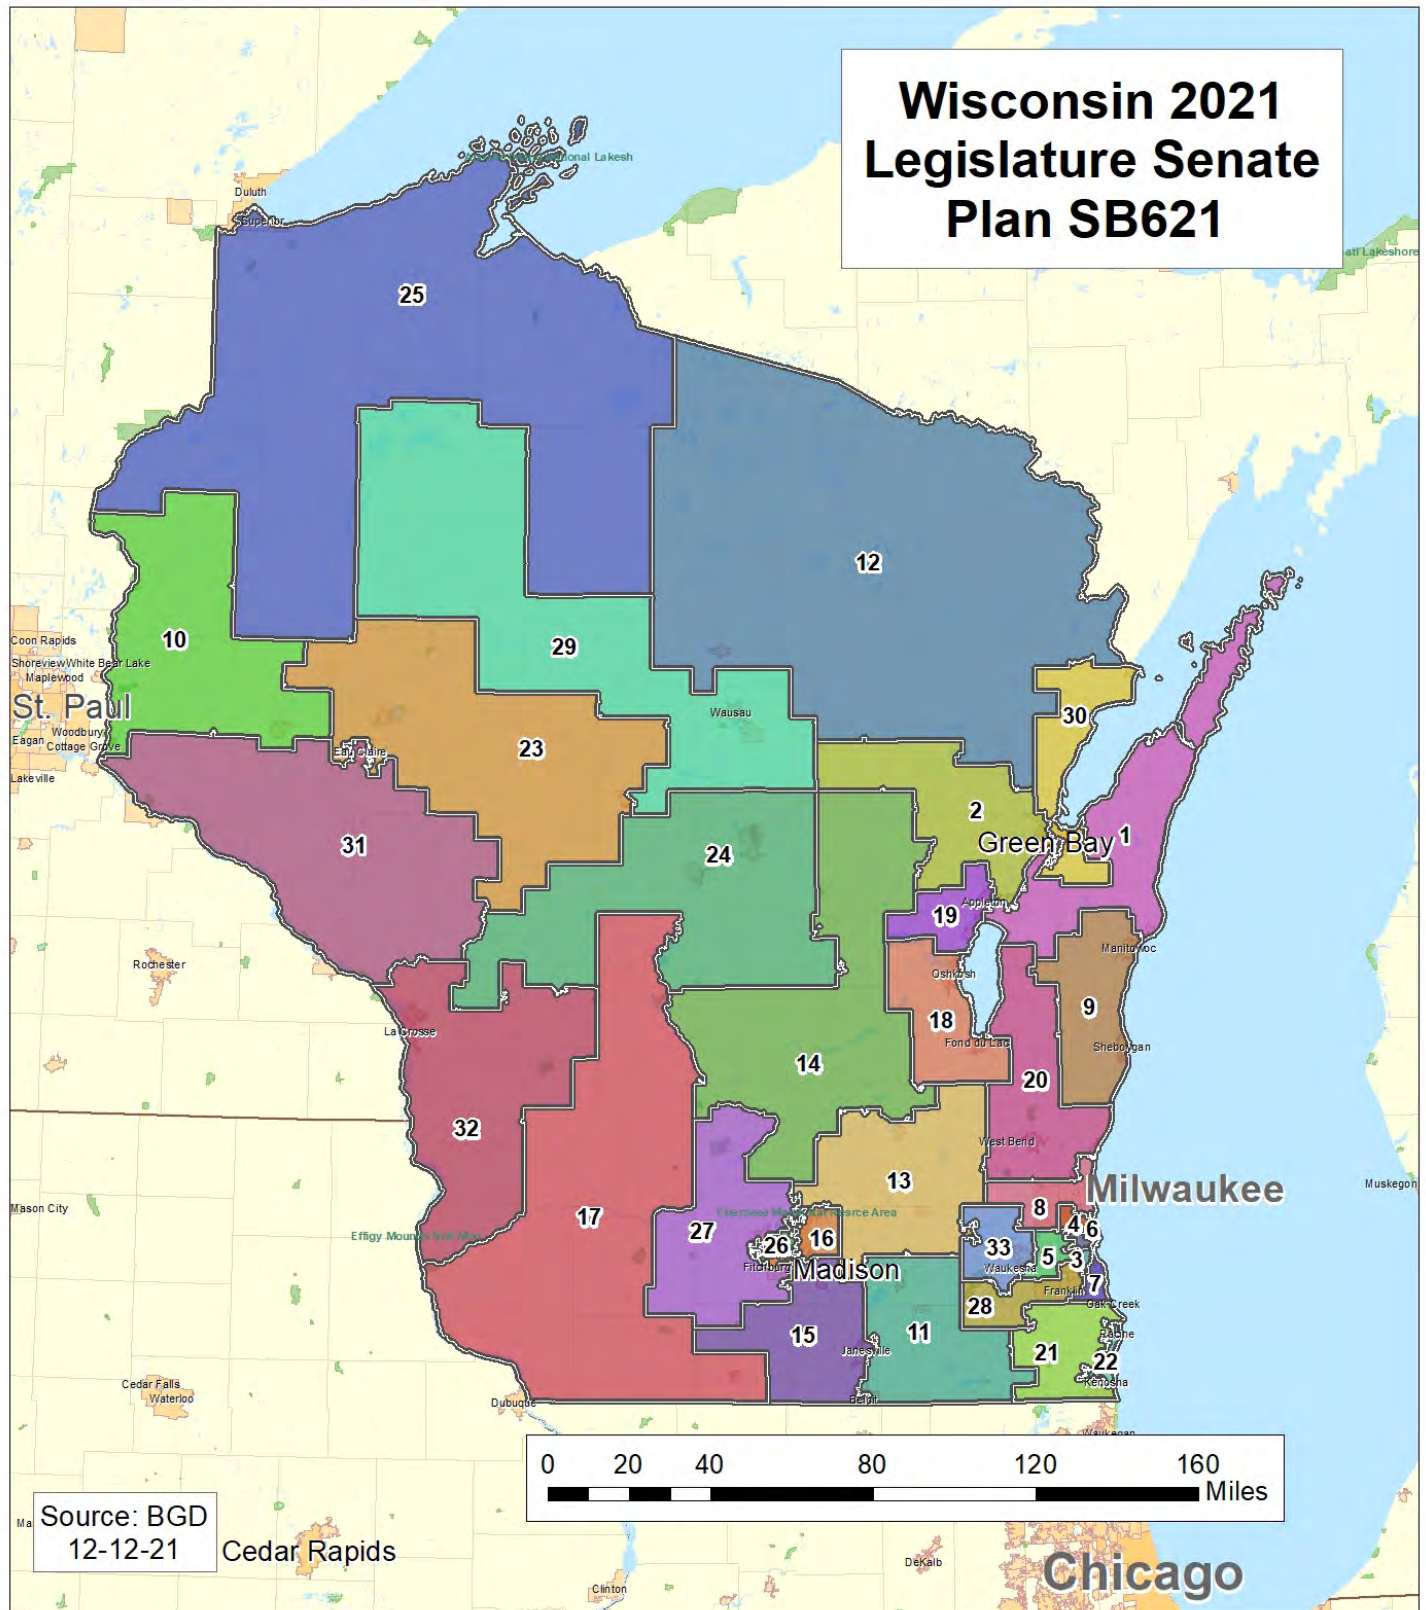 Wisconsin 2021
Legislature Senate
Plan SB621
Duluth
Superior
25
12
10
29
Coon Rapids
Shoreview White Bear Lake
Maplewood
St. Paul
Woodbury
Eagan
Cottage Grove
Lakeville
Wausau
30
23
Eau Claire
2
1
Green Bay
31
24
19
Appleton
Manitowoc
Rochester
Oshkosh
9
18
La Crosse
Fond du Lac
Sheboygan
14
20
32
West Bend
13
Milwaukee
Muskegon
Mason City
8
17
4
6
27
26
16
33
5
3
Waukesha
Fitchburg
Madison
7
Franklin
28
Oak Creek
15
11
Racine
Janesville
21
22
Kenosha
Cedar Falls
Waterloo
Dubuque
Beloit
Waukegan
0 20 40 80 120 160
Miles
Source: BGD
12-12-21
Cedar Rapids
DeKalb
Chicago
Clinton